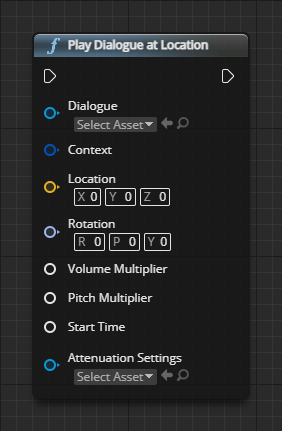 f Play Dialogue at Location
Dialogue
Select Asset
Context
Location
X 0 Y 0 Z 0
Rotation
R 0 P 0 Y 0
Volume Multiplier
Pitch Multiplier
Start Time
Attenuation Settings
Select Asset